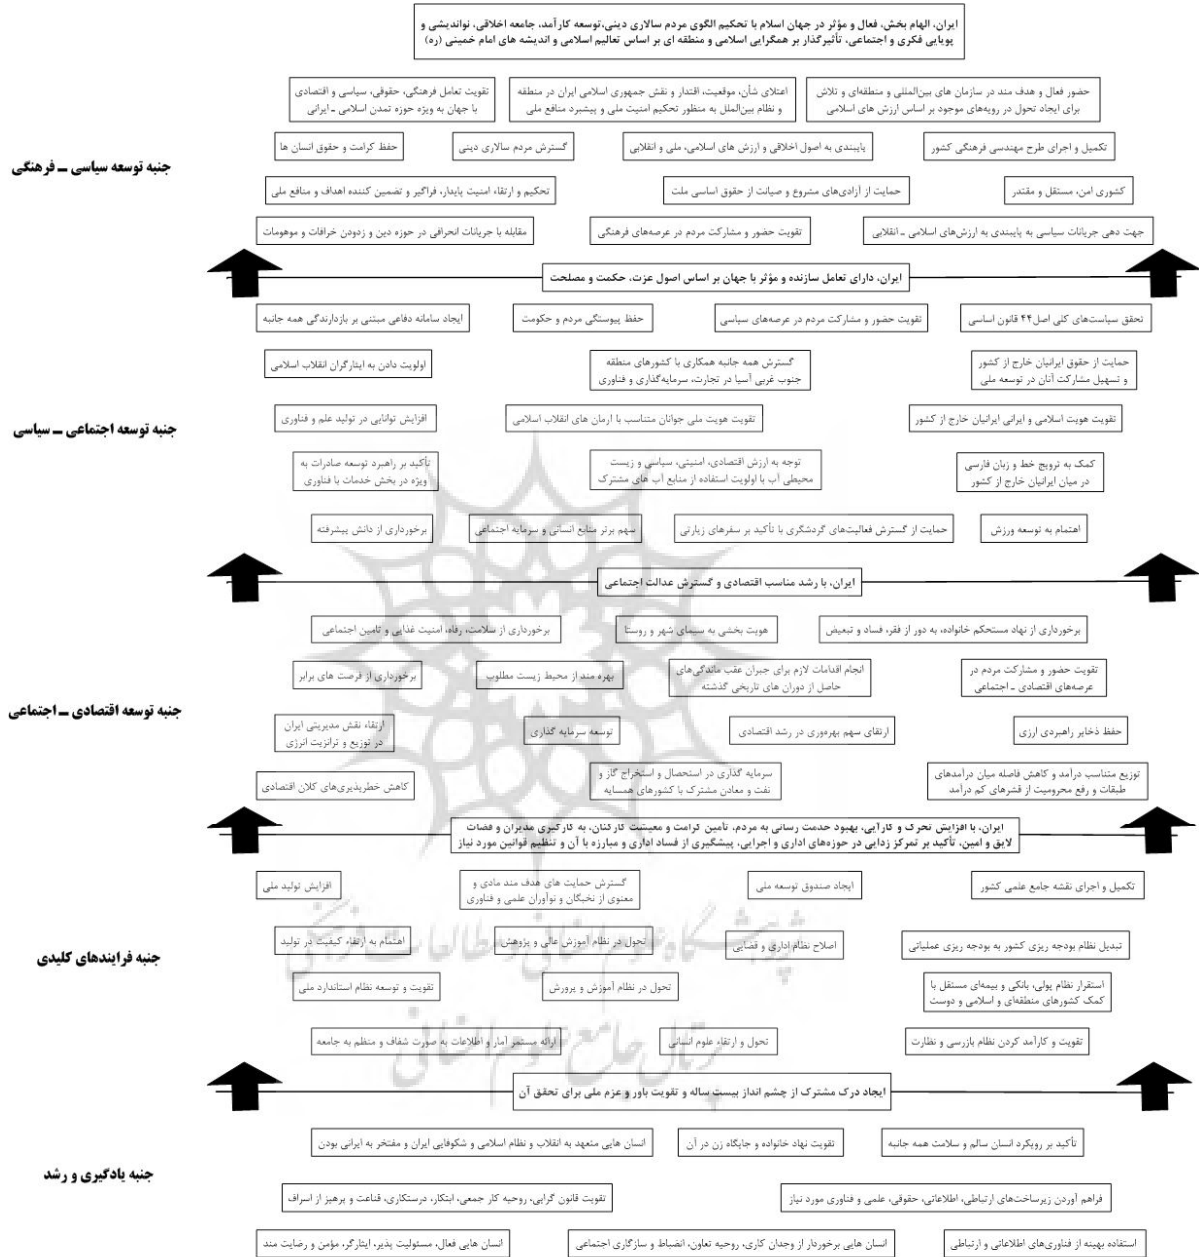 ایران، الهام بخش، فعال و مؤثر در جهان اسلام با تحکیم الگوی مردم سالاری دینی،توسعه کارآمد، جامعه اخلاقی، نواندیشی و
پویایی فکری و اجتماعی، تأثیرگذار بر همگرایی اسلامی و منطقه ای بر اساس تعالیم اسلامی و اندیشه های امام خمینی (ره)
حضور فعال و هدف مند در سازمان های بین‌المللی و منطقه‌ای و تلاش
برای ایجاد تحول در رویه‌های موجود بر اساس ارزش های اسلامی
اعتلای شأن، موقعیت، اقتدار و نقش جمهوری اسلامی ایران در منطقه
و نظام بین‌الملل به منظور تحکیم امنیت ملی و پیشبرد منافع ملی
تقویت تعامل فرهنگی، حقوقی، سیاسی و اقتصادی
با جهان به ویژه حوزه تمدن اسلامی ـ ایرانی
تکمیل و اجرای طرح مهندسی فرهنگی کشور
پایبندی به اصول اخلاقی و ارزش های اسلامی، ملی و انقلابی
گسترش مردم سالاری دینی
حفظ کرامت و حقوق انسان ها
جنبه توسعه سیاسی ـ فرهنگی
کشوری امن، مستقل و مقتدر
حمایت از آزادی‌های مشروع و صیانت از حقوق اساسی ملت
تحکیم و ارتقاء امنیت پایدار، فراگیر و تضمین کننده اهداف و منافع ملی
جهت دهی جریانات سیاسی به پایبندی به ارزش‌های اسلامی ـ انقلابی
تقویت حضور و مشارکت مردم در عرصه‌های فرهنگی
مقابله با جریانات انحرافی در حوزه دین و زدودن خرافات و موهومات
ایران، دارای تعامل سازنده و مؤثر با جهان بر اساس اصول عزت، حکمت و مصلحت
تحقق سیاست‌های کلی اصل۴۴ قانون اساسی
تقویت حضور و مشارکت مردم در عرصه‌های سیاسی
حفظ پیوستگی مردم و حکومت
ایجاد سامانه دفاعی مبتنی بر بازدارندگی همه جانبه
حمایت از حقوق ایرانیان خارج از کشور
و تسهیل مشارکت آنان در توسعه ملی
گسترش همه جانبه همکاری با کشورهای منطقه
جنوب غربی آسیا در تجارت، سرمایه‌گذاری و فناوری
اولویت دادن به ایثارگران انقلاب اسلامی
جنبه توسعه اجتماعی ـ سیاسی
تقویت هویت اسلامی و ایرانی ایرانیان خارج از کشور
تقویت هویت ملی جوانان متناسب با ارمان های انقلاب اسلامی
افزایش توانایی در تولید علم و فناوری
کمک به ترویج خط و زبان فارسی
در میان ایرانیان خارج از کشور
توجه به ارزش اقتصادی، امنیتی، سیاسی و زیست
محیطی آب با اولویت استفاده از منابع آب های مشترک
تأکید بر راهبرد توسعه صادرات به
ویژه در بخش خدمات با فناوری
اهتمام به توسعه ورزش
حمایت از گسترش فعالیت‌های گردشگری با تأکید بر سفرهای زیارتی
سهم برتر منابع انسانی و سرمایه اجتماعی
برخورداری از دانش پیشرفته
ایران، با رشد مناسب اقتصادی و گسترش عدالت اجتماعی
برخورداری از نهاد مستحکم خانواده، به دور از فقر، فساد و تبعیض
هویت بخشی به سیمای شهر و روستا
برخورداری از سلامت، رفاه، امنیت غذایی و تامین اجتماعی
تقویت حضور و مشارکت مردم در
عرصه‌های اقتصادی ـ اجتماعی
انجام اقدامات لازم برای جبران عقب ماندگی‌های
حاصل از دوران های تاریخی گذشته
بهره مند از محیط زیست مطلوب
برخورداری از فرصت های برابر
جنبه توسعه اقتصادی ـ اجتماعی
حفظ ذخایر راهبردی ارزی
ارتقای سهم بهره‌وری در رشد اقتصادی
توسعه سرمایه گذاری
ارتقاء نقش مدیریتی ایران
در توزیع و ترانزیت انرژی
توزیع متناسب درامد و کاهش فاصله میان درآمدهای
طبقات و رفع محرومیت از قشرهای کم درآمد
سرمایه گذاری در استحصال و استخراج گاز و
نفت و معادن مشترک با کشورهای همسایه
کاهش خطرپذیری‌های کلان اقتصادی
ایران، با افزایش تحرک و کارآیی، بهبود خدمت رسانی به مردم، تأمین کرامت و معیشت کارکنان، به کارگیری مدیران و قضات
لایق و امین، تأکید بر تمرکز زدایی در حوزه‌های اداری و اجرایی، پیشگیری از فساد اداری و مبارزه با آن و تنظیم قوانین مورد نیاز
تکمیل و اجرای نقشه جامع علمی کشور
ایجاد صندوق توسعه ملی
گسترش حمایت های هدف مند مادی و
معنوی از نخبگان و نوآوران علمی و فناوری
افزایش تولید ملی
تبدیل نظام بودجه ریزی کشور به بودجه ریزی عملیاتی
اصلاح نظام اداری و قضایی
تحول در نظام آموزش عالی و پژوهش
اهتمام به ارتقاء کیفیت در تولید
جنبه فرایندهای کلیدی
استقرار نظام پولی، بانکی و بیمه‌ای مستقل با
کمک کشورهای منطقه‌ای و اسلامی و دوست
تحول در نظام آموزش و پرورش
تقویت و توسعه نظام استاندارد ملی
تقویت و کارآمد کردن نظام بازرسی و نظارت
تحول و ارتقاء علوم انسانی
ارائه مستمر آمار و اطلاعات به صورت شفاف و منظم به جامعه
پژوهشگاه علوم انسانی و مطالعات فرهنگی
پرتال جامع علوم انسانی
ایجاد درک مشترک از چشم انداز بیست ساله و تقویت باور و عزم ملی برای تحقق آن
تأکید بر رویکرد انسان سالم و سلامت همه جانبه
تقویت نهاد خانواده و جایگاه زن در آن
انسان هایی متعهد به انقلاب و نظام اسلامی و شکوفایی ایران و مفتخر به ایرانی بودن
جنبه یادگیری و رشد
فراهم آوردن زیرساخت‌های ارتباطی، اطلاعاتی، حقوقی، علمی و فناوری مورد نیاز
تقویت قانون گرایی، روحیه کار جمعی، ابتکار، درستکاری، قناعت و پرهیز از اسراف
استفاده بهینه از فناوری‌های اطلاعاتی و ارتباطی
انسان هایی برخوردار از وجدان کاری، روحیه تعاون، انضباط و سازگاری اجتماعی
انسان هایی فعال، مسئولیت پذیر، ایثارگر، مؤمن و رضایت مند